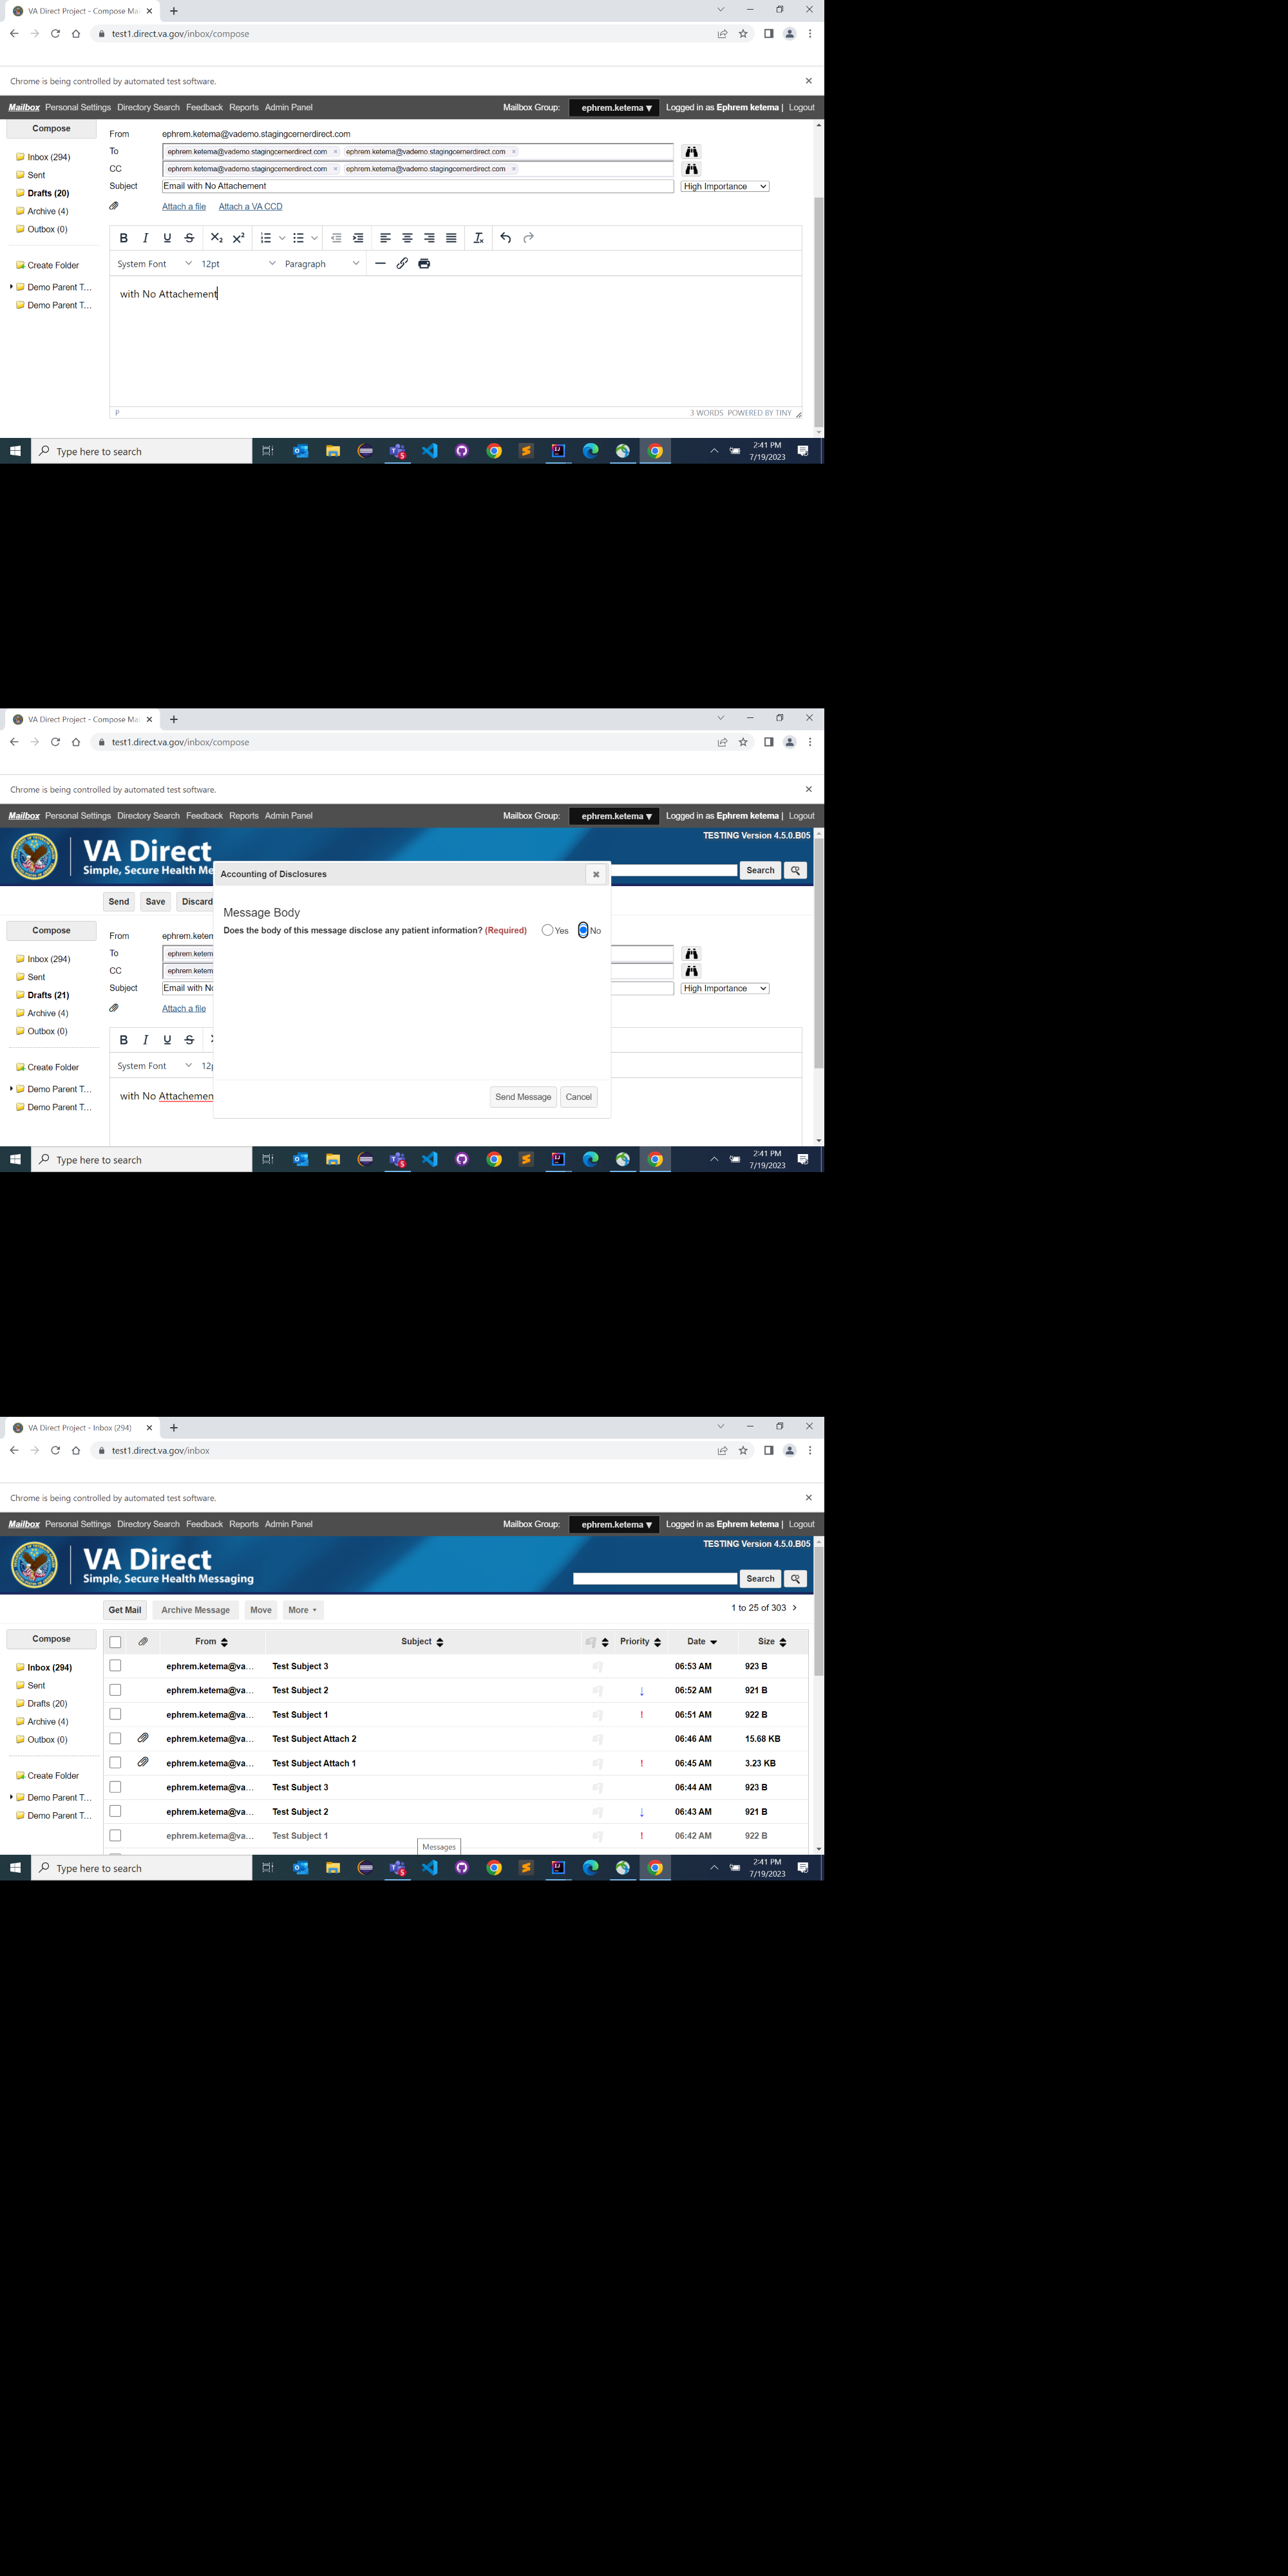 VA Direct Project - Compose Mai
test1.direct.va.gov/inbox/compose
Chrome is being controlled by automated test software.
Mailbox Personal Settings Directory Search Feedback Reports Admin Panel Mailbox Group: ephrem.ketema ▼ Logged in as Ephrem ketema | Logout
Compose
From ephrem.ketema@vademo.stagingcernerdirect.com
To ephrem.ketema@vademo.stagingcernerdirect.com × ephrem.ketema@vademo.stagingcernerdirect.com ×
Inbox (294)
CC ephrem.ketema@vademo.stagingcernerdirect.com × ephrem.ketema@vademo.stagingcernerdirect.com ×
Sent
Subject Email with No Attachement High Importance
Drafts (20)
Attach a file Attach a VA CCD
Archive (4)
Outbox (0)
B I U S X₂ X²
System Font 12pt Paragraph
Create Folder
Demo Parent T...
with No Attachement
Demo Parent T...
P 3 WORDS POWERED BY TINY
Type here to search
2:41 PM
7/19/2023
VA Direct Project - Compose Mai
test1.direct.va.gov/inbox/compose
Chrome is being controlled by automated test software.
Mailbox Personal Settings Directory Search Feedback Reports Admin Panel Mailbox Group: ephrem.ketema ▼ Logged in as Ephrem ketema | Logout
TESTING Version 4.5.0.B05
VA Direct
Simple, Secure Health Me
Search
Accounting of Disclosures
Send Save Discard
Message Body
Does the body of this message disclose any patient information? (Required) Yes No
Compose
From ephrem
To ephrem.ketem
Inbox (294)
CC ephrem.ketem
Sent
Subject Email with No High Importance
Drafts (21)
Attach a file
Archive (4)
Outbox (0)
B I U S
System Font 12p
Create Folder
Demo Parent T...
with No Attachemen
Send Message Cancel
Demo Parent T...
Type here to search
2:41 PM
7/19/2023
VA Direct Project - Inbox (294)
test1.direct.va.gov/inbox
Chrome is being controlled by automated test software.
Mailbox Personal Settings Directory Search Feedback Reports Admin Panel Mailbox Group: ephrem.ketema ▼ Logged in as Ephrem ketema | Logout
TESTING Version 4.5.0.B05
VA Direct
Simple, Secure Health Messaging
Search
Get Mail Archive Message Move More 1 to 25 of 303
Compose
From Subject Priority Date Size
Inbox (294)
Sent
Drafts (20)
Archive (4)
Outbox (0)
Create Folder
Demo Parent T...
Demo Parent T...
ephrem.ketema@va... Test Subject 3 06:53 AM 923 B
ephrem.ketema@va... Test Subject 2 ↓ 06:52 AM 921 B
ephrem.ketema@va... Test Subject 1 ! 06:51 AM 922 B
ephrem.ketema@va... Test Subject Attach 2 06:46 AM 15.68 KB
ephrem.ketema@va... Test Subject Attach 1 ! 06:45 AM 3.23 KB
ephrem.ketema@va... Test Subject 3 06:44 AM 923 B
ephrem.ketema@va... Test Subject 2 ↓ 06:43 AM 921 B
ephrem.ketema@va... Test Subject 1 ! 06:42 AM 922 B
Messages
Type here to search
2:41 PM
7/19/2023